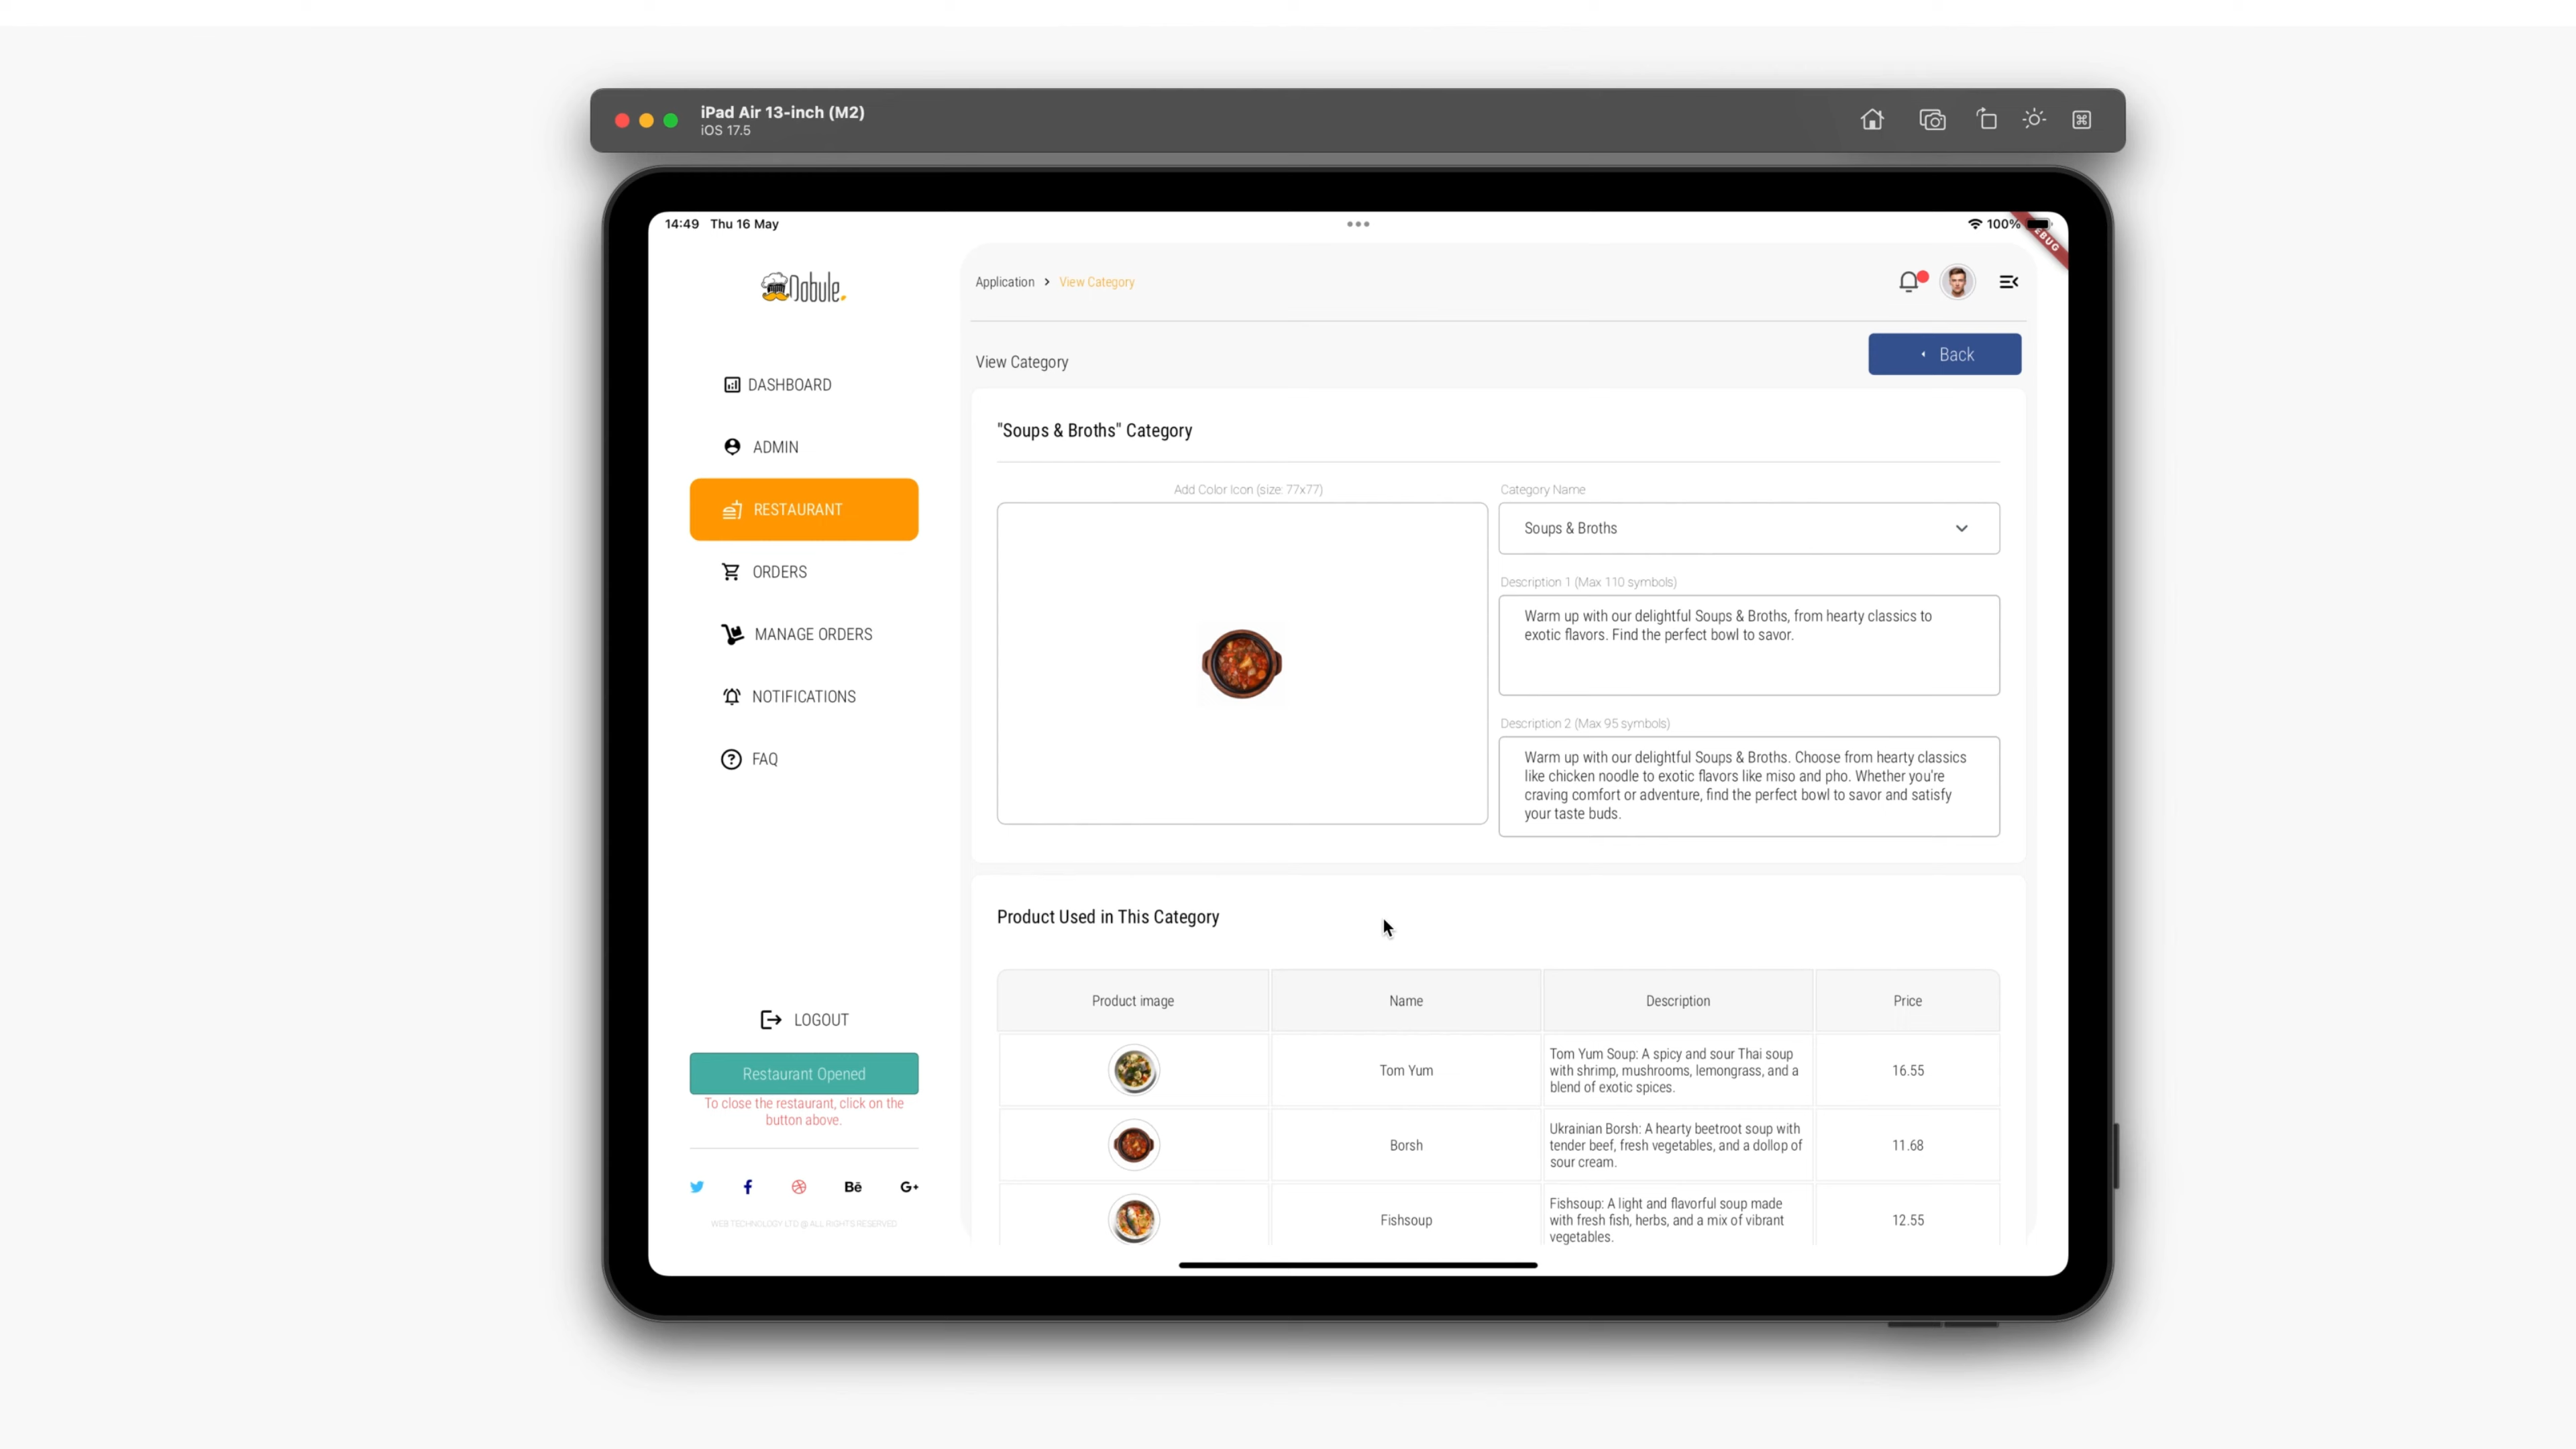 iPad Air 13-inch (M2)
iOS 17.5
14:49 Thu 16 May
100%
Dobule.
Application > View Category
View Category
Back
DASHBOARD
ADMIN
RESTAURANT
ORDERS
MANAGE ORDERS
NOTIFICATIONS
FAQ
LOGOUT
Restaurant Opened
To close the restaurant, click on the
button above.
Bē
G+
WEB TECHNOLOGY LTD @ ALL RIGHTS RESERVED
"Soups & Broths" Category
Add Color Icon (size: 77x77)
Category Name
Soups & Broths
Description 1 (Max 110 symbols)
Warm up with our delightful Soups & Broths, from hearty classics to
exotic flavors. Find the perfect bowl to savor.
Description 2 (Max 95 symbols)
Warm up with our delightful Soups & Broths. Choose from hearty classics
like chicken noodle to exotic flavors like miso and pho. Whether you're
craving comfort or adventure, find the perfect bowl to savor and satisfy
your taste buds.
Product Used in This Category
Product image Name Description Price
Tom Yum
Tom Yum Soup: A spicy and sour Thai soup
with shrimp, mushrooms, lemongrass, and a
blend of exotic spices.
16.55
Borsh
Ukrainian Borsh: A hearty beetroot soup with
tender beef, fresh vegetables, and a dollop of
sour cream.
11.68
Fishsoup
Fishsoup: A light and flavorful soup made
with fresh fish, herbs, and a mix of vibrant
vegetables.
12.55